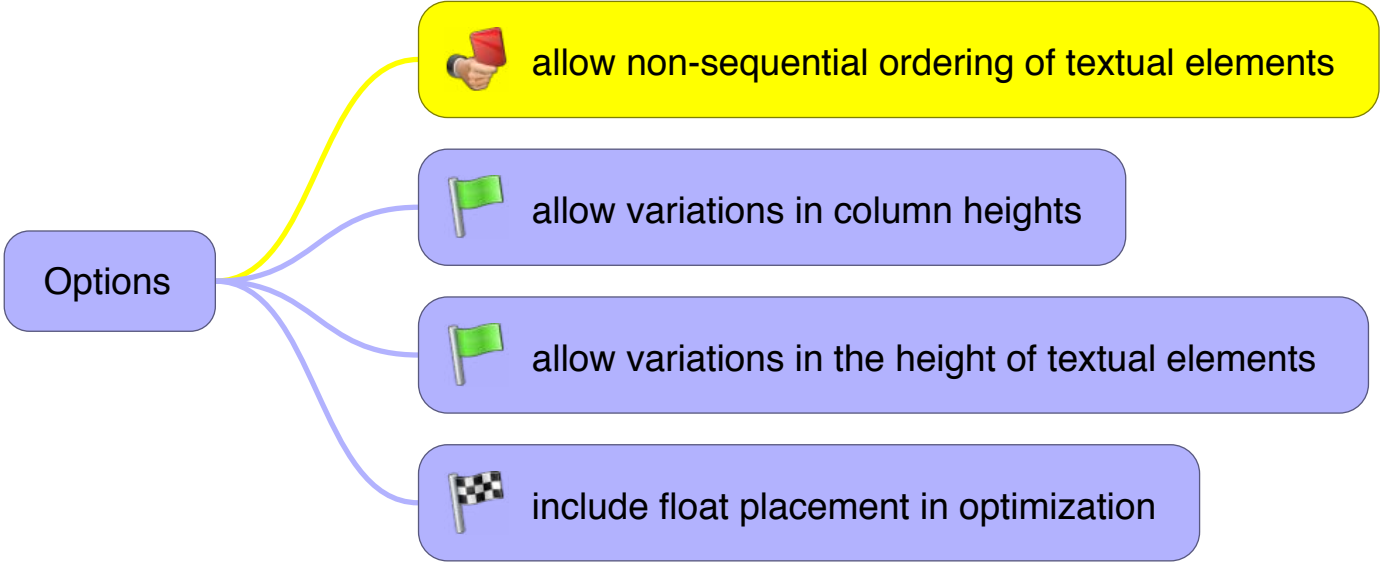 allow non-sequential ordering of textual elements
allow variations in column heights
Options
allow variations in the height of textual elements
include float placement in optimization